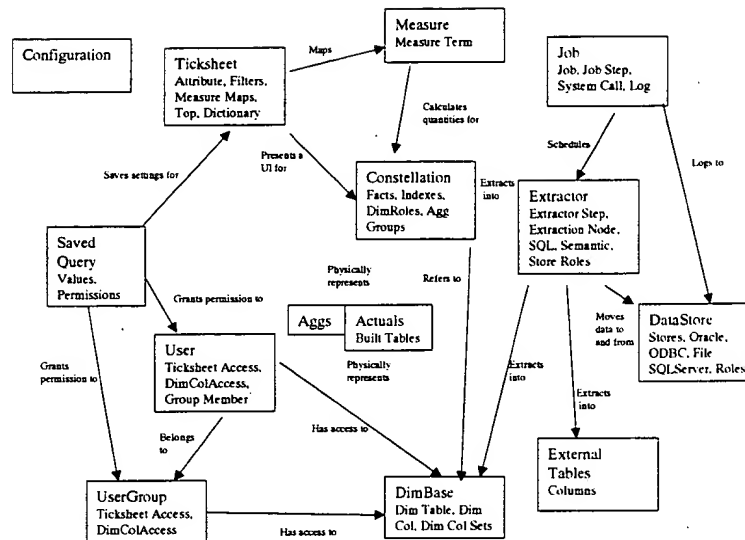 Configuration
Ticksheet
Attribute, Filters,
Measure Maps,
Top, Dictionary
Maps
Measure
Measure Term
Job
Job, Job Step,
System Call, Log
Calculates
quantities for
Saves settings for
Presents a
UI for
Constellation
Facts, Indexes,
DimRoles, Agg
Groups
Extracts
into
Schedules
Logs to
Extractor
Extractor Step,
Extraction Node,
SQL, Semantic,
Store Roles
Saved
Query
Values,
Permissions
Grants permission to
Physically
represents
Refers to
Aggs
Actuals
Built Tables
Physically
represents
Moves
data to
and from
DataStore
Stores, Oracle,
ODBC, File
SQLServer, Roles
User
Ticksheet Access,
DimColAccess,
Group Member
Grants
permission to
Extracts
into
Extracts
into
Belongs
to
Has access to
External
Tables
Columns
UserGroup
Ticksheet Access,
DimColAccess
Has access to
DimBase
Dim Table, Dim
Col, Dim Col Sets